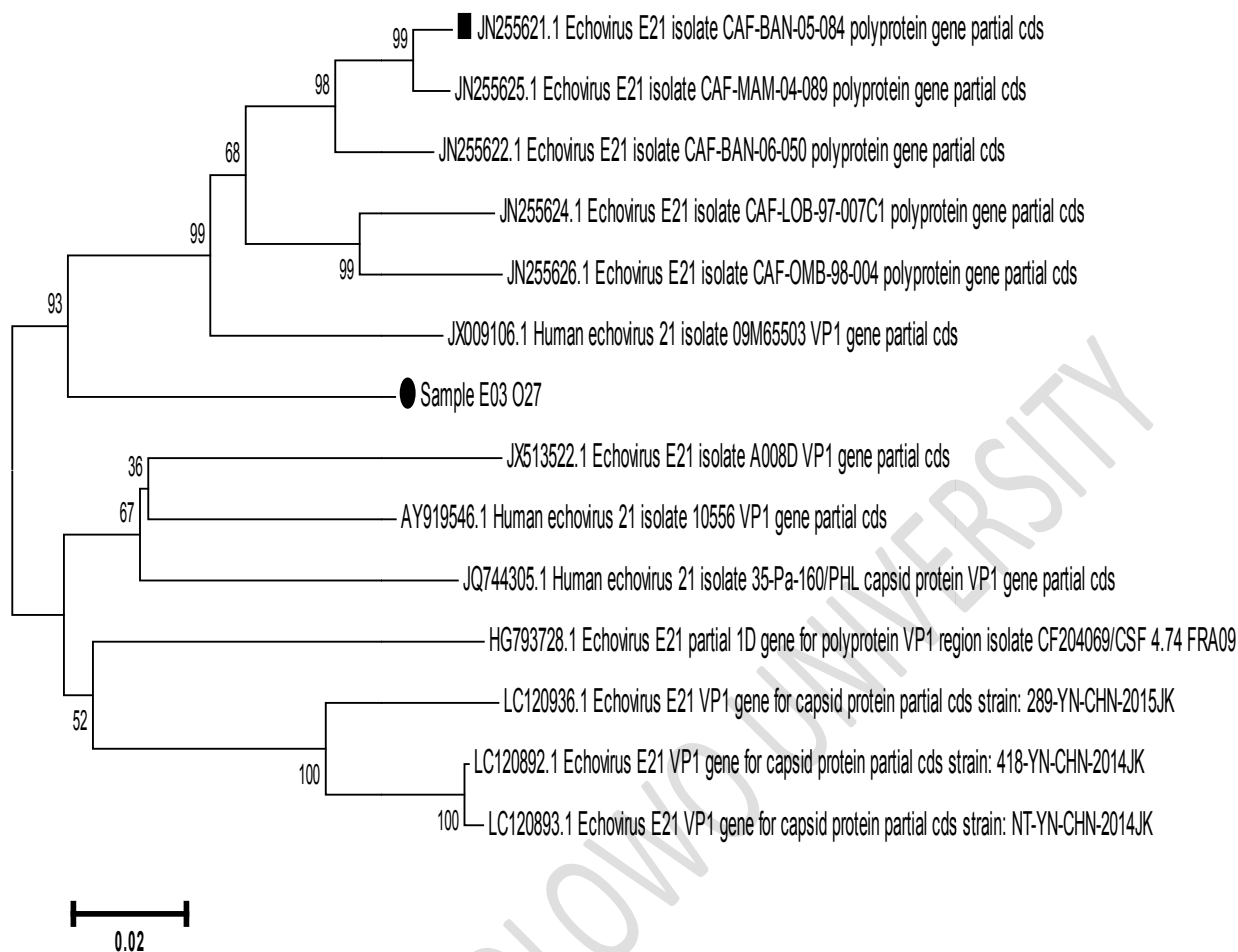 JN255621.1 Echovirus E21 isolate CAF-BAN-05-084 polyprotein gene partial cds
99
JN255625.1 Echovirus E21 isolate CAF-MAM-04-089 polyprotein gene partial cds
98
JN255622.1 Echovirus E21 isolate CAF-BAN-06-050 polyprotein gene partial cds
68
JN255624.1 Echovirus E21 isolate CAF-LOB-97-007C1 polyprotein gene partial cds
99
99
JN255626.1 Echovirus E21 isolate CAF-OMB-98-004 polyprotein gene partial cds
93
JX009106.1 Human echovirus 21 isolate 09M65503 VP1 gene partial cds
Sample E03 O27
JX513522.1 Echovirus E21 isolate A008D VP1 gene partial cds
36
67
AY919546.1 Human echovirus 21 isolate 10556 VP1 gene partial cds
JQ744305.1 Human echovirus 21 isolate 35-Pa-160/PHL capsid protein VP1 gene partial cds
HG793728.1 Echovirus E21 partial 1D gene for polyprotein VP1 region isolate CF204069/CSF 4.74 FRA09
52
LC120936.1 Echovirus E21 VP1 gene for capsid protein partial cds strain: 289-YN-CHN-2015JK
100
LC120892.1 Echovirus E21 VP1 gene for capsid protein partial cds strain: 418-YN-CHN-2014JK
100
LC120893.1 Echovirus E21 VP1 gene for capsid protein partial cds strain: NT-YN-CHN-2014JK
0.02
UNIVERSITY